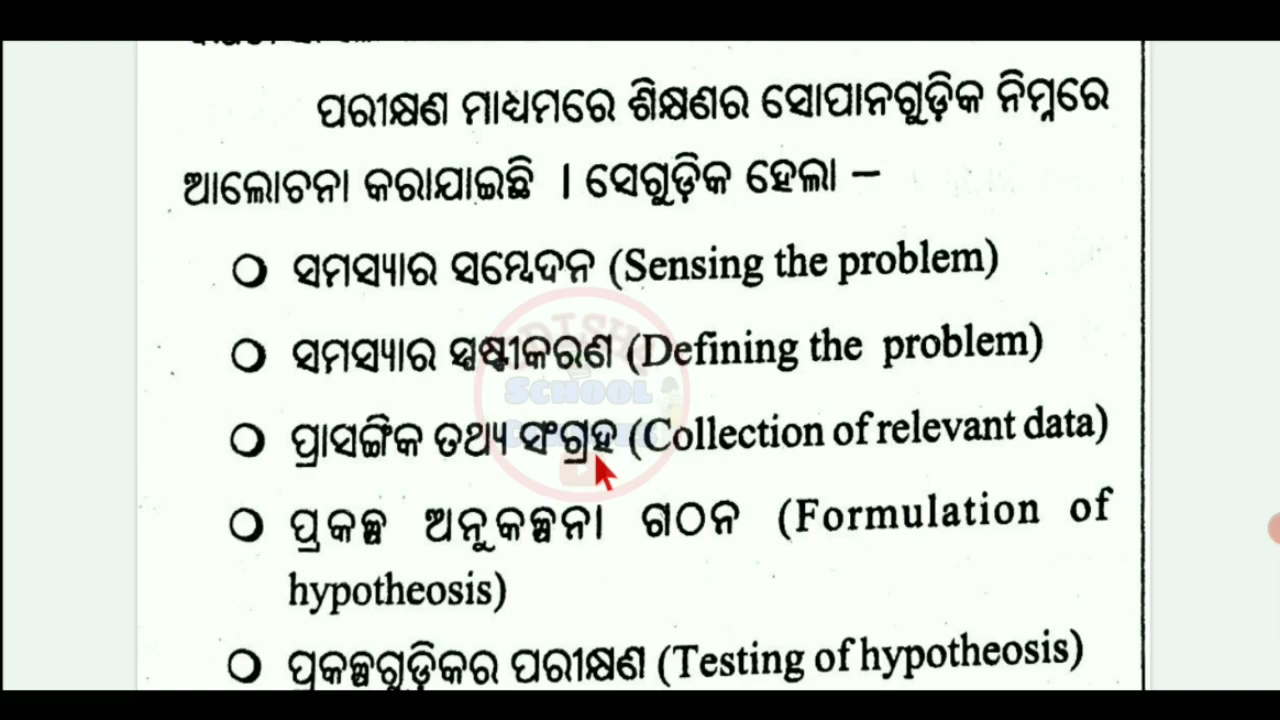 ପରୀକ୍ଷଣ ମାଧ୍ୟମରେ ଶିକ୍ଷଣର ସୋପାନଗୁଡ଼ିକ ନିମ୍ନରେ
ଆଲୋଚନା କରାଯାଇଛି । ସେଗୁଡ଼ିକ ହେଲା –
❍ ସମସ୍ୟାର ସମ୍ବେଦନ (Sensing the problem)
❍ ସମସ୍ୟାର ସ୍ପଷ୍ଟୀକରଣ (Defining the problem)
❍ ପ୍ରାସଙ୍ଗିକ ତଥ୍ୟ ସଂଗ୍ରହ (Collection of relevant data)
❍ ପ୍ରକଳ୍ପ ଅନୁକଳ୍ପନା ଗଠନ (Formulation of
hypotheosis)
❍ ପ୍ରକଳ୍ପଗୁଡ଼ିକର ପରୀକ୍ଷଣ (Testing of hypotheosis)
SCHOOL